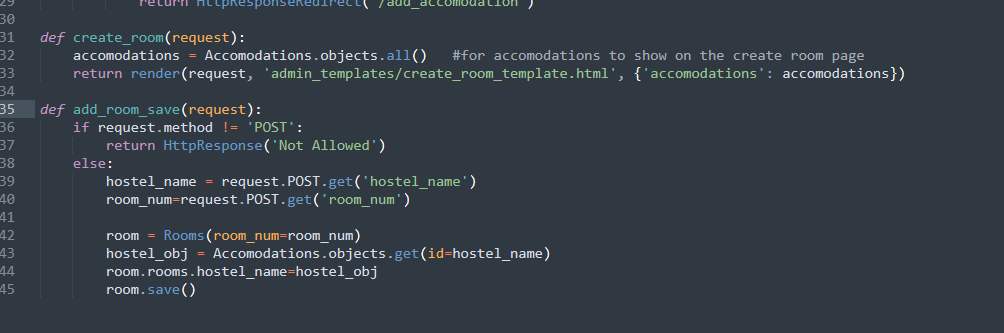 29            return HttpResponseRedirect('/add_accomodation')
30
31 def create_room(request):
32     accomodations = Accomodations.objects.all()   #for accomodations to show on the create room page
33     return render(request, 'admin_templates/create_room_template.html', {'accomodations': accomodations})
34
35 def add_room_save(request):
36     if request.method != 'POST':
37         return HttpResponse('Not Allowed')
38     else:
39         hostel_name = request.POST.get('hostel_name')
40         room_num=request.POST.get('room_num')
41
42         room = Rooms(room_num=room_num)
43         hostel_obj = Accomodations.objects.get(id=hostel_name)
44         room.rooms.hostel_name=hostel_obj
45         room.save()